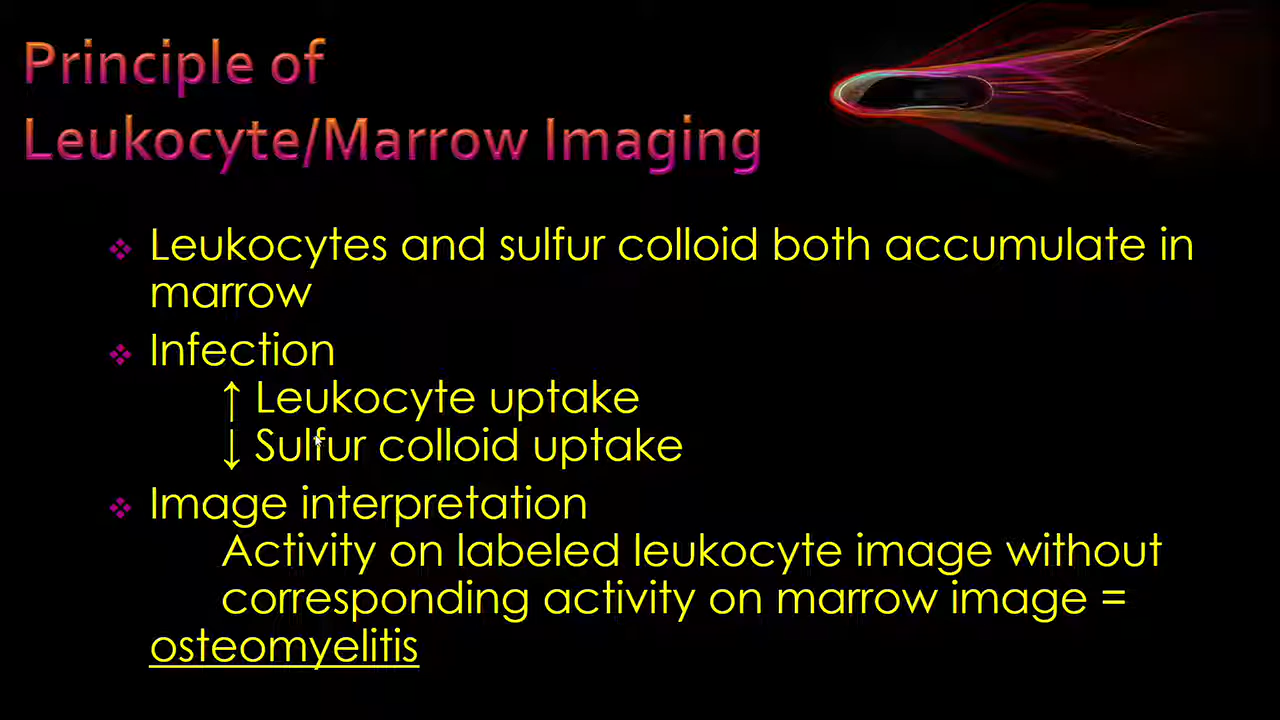 Principle of
Leukocyte/Marrow Imaging
Leukocytes and sulfur colloid both accumulate in
marrow
Infection
↑ Leukocyte uptake
↓ Sulfur colloid uptake
Image interpretation
Activity on labeled leukocyte image without
corresponding activity on marrow image =
osteomyelitis